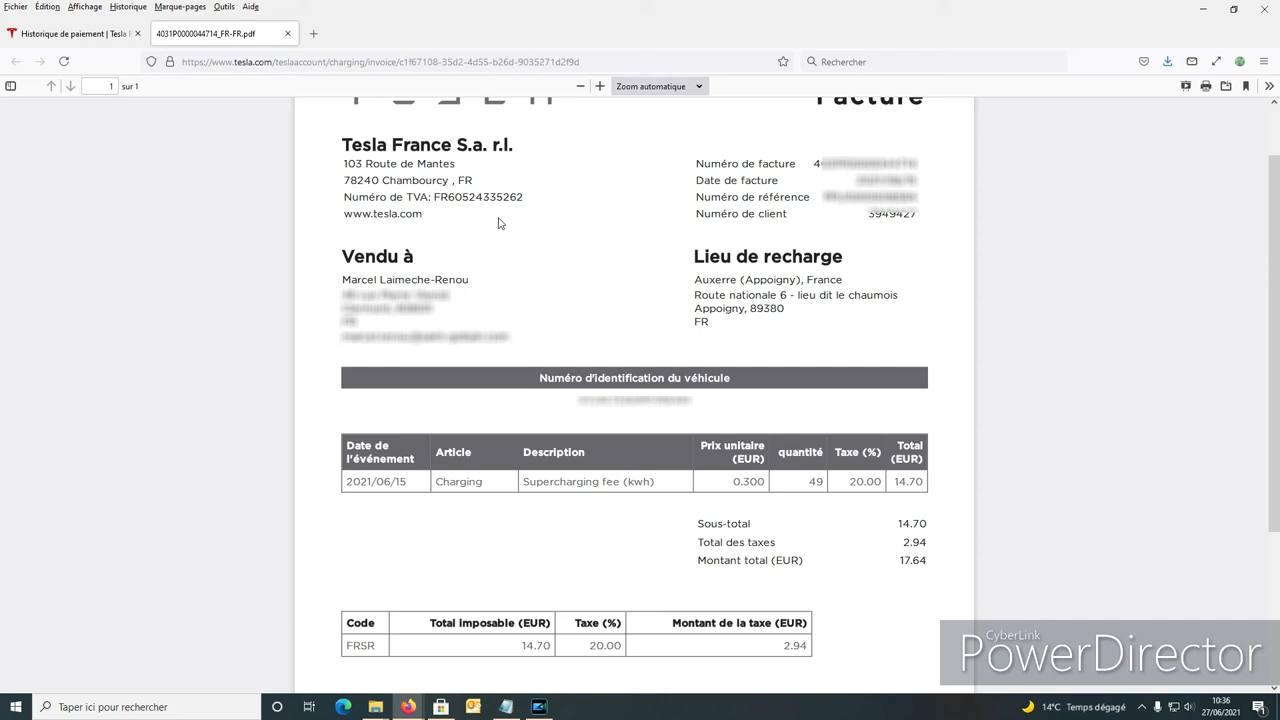 Fichier Édition Affichage Historique Marque-pages Outils Aide
Historique de paiement | Tesla F
4031P0000044714_FR-FR.pdf
https://www.tesla.com/teslaaccount/charging/invoice/c1f67108-35d2-4d55-b26d-9035271d2f9d
Rechercher
1 sur 1
Zoom automatique
TESLA
Facture
Tesla France S.a. r.l.
103 Route de Mantes
78240 Chambourcy , FR
Numéro de TVA: FR60524335262
www.tesla.com
Numéro de facture 4
Date de facture
Numéro de référence
Numéro de client 3949427
Vendu à
Marcel Laimeche-Renou
Lieu de recharge
Auxerre (Appoigny), France
Route nationale 6 - lieu dit le chaumois
Appoigny, 89380
FR
Numéro d'identification du véhicule
Date de l'événement Article Description Prix unitaire (EUR) quantité Taxe (%) Total (EUR)
2021/06/15 Charging Supercharging fee (kwh) 0.300 49 20.00 14.70
Sous-total 14.70
Total des taxes 2.94
Montant total (EUR) 17.64
Code Total imposable (EUR) Taxe (%) Montant de la taxe (EUR)
FRSR 14.70 20.00 2.94
CyberLink
PowerDirector
Taper ici pour rechercher
14°C Temps dégagé
10:36
27/06/2021